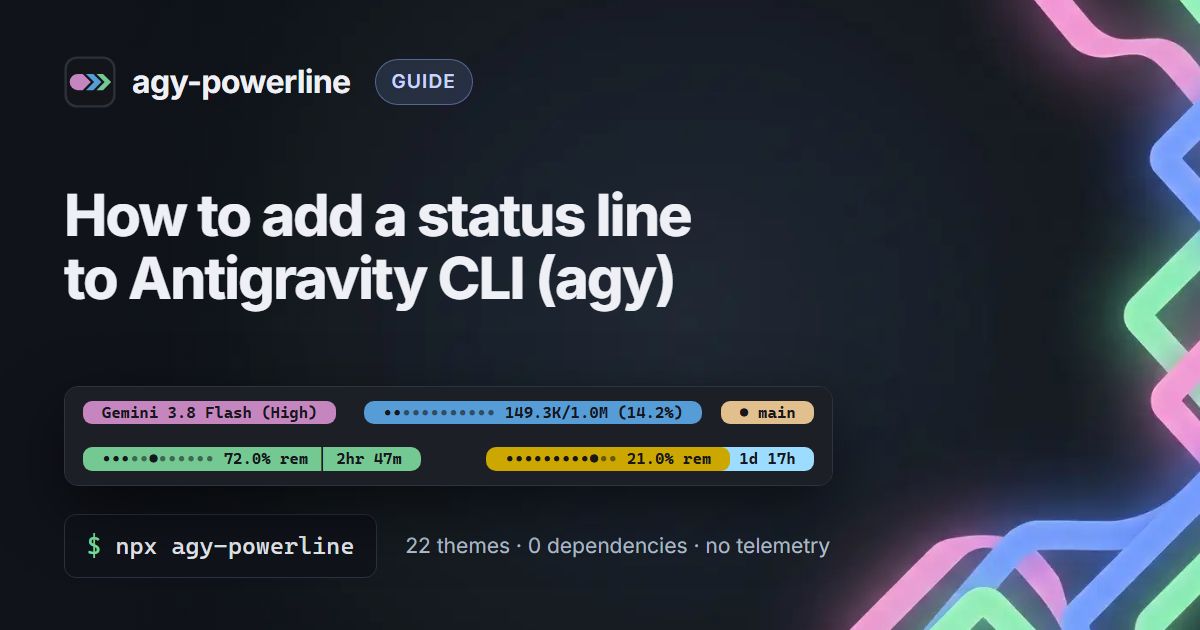 agy-powerline GUIDE
How to add a status line
to Antigravity CLI (agy)
Gemini 3.8 Flash (High) 149.3K/1.0M (14.2%) main
72.0% rem 2hr 47m 21.0% rem 1d 17h
$ npx agy-powerline 22 themes · 0 dependencies · no telemetry